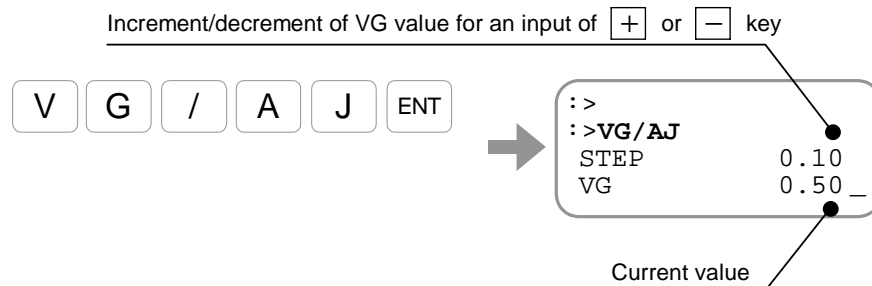 Increment/decrement of VG value for an input of + or − key
V G / A J ENT
:>
:>VG/AJ
STEP 0.10
VG 0.50 _
Current value